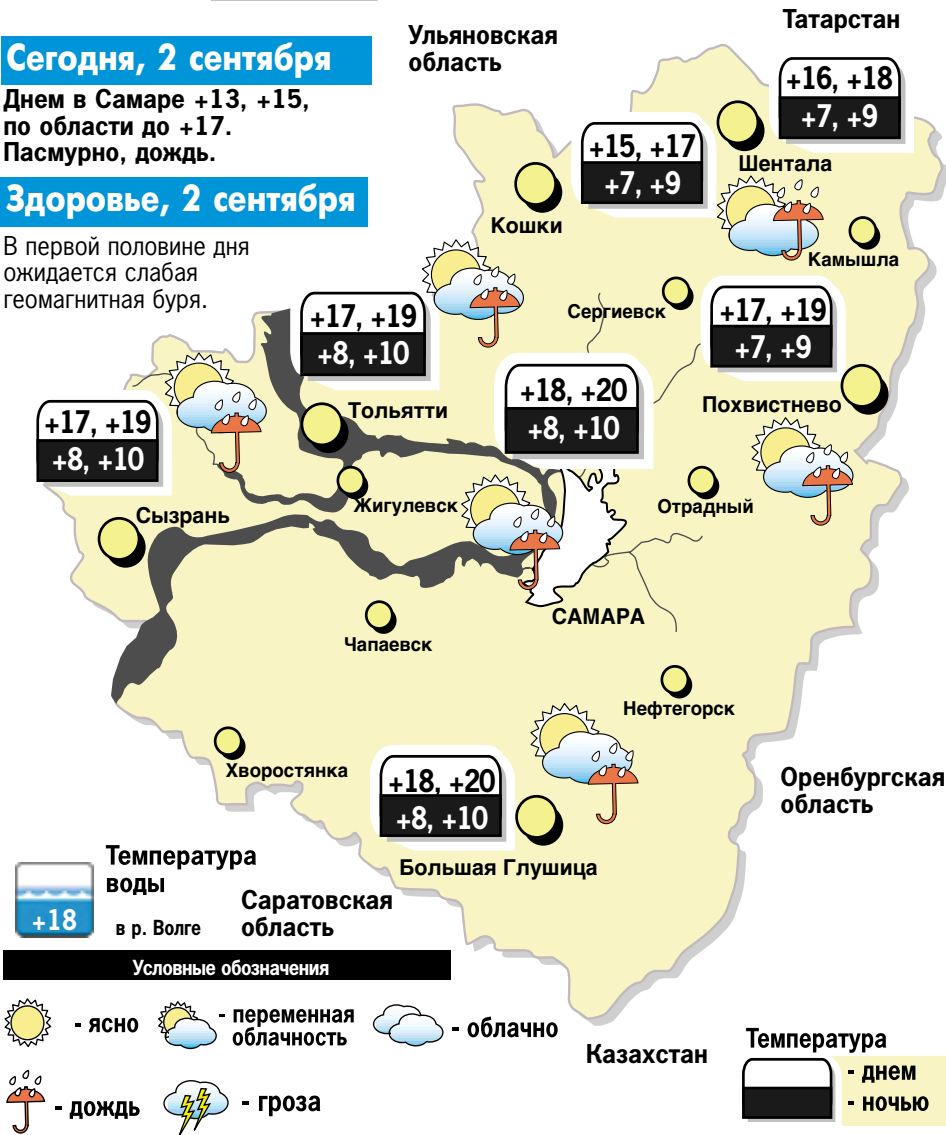 Сегодня, 2 сентября
Днем в Самаре +13, +15,
по области до +17.
Пасмурно, дождь.
Здоровье, 2 сентября
В первой половине дня
ожидается слабая
геомагнитная буря.
Ульяновская
область
Татарстан
+16, +18
+7, +9
Шентала
+15, +17
+7, +9
Кошки
Камышла
Сергиевск
+17, +19
+8, +10
Тольятти
+17, +19
+7, +9
Похвистнево
+18, +20
+8, +10
+17, +19
+8, +10
Сызрань
Жигулевск
Отрадный
САМАРА
Чапаевск
Нефтегорск
Хворостянка
+18, +20
+8, +10
Большая Глушица
Оренбургская
область
Температура
воды
+18
в р. Волге
Саратовская
область
Условные обозначения
- ясно
- переменная
облачность
- облачно
- дождь
- гроза
Казахстан
Температура
- днем
- ночью